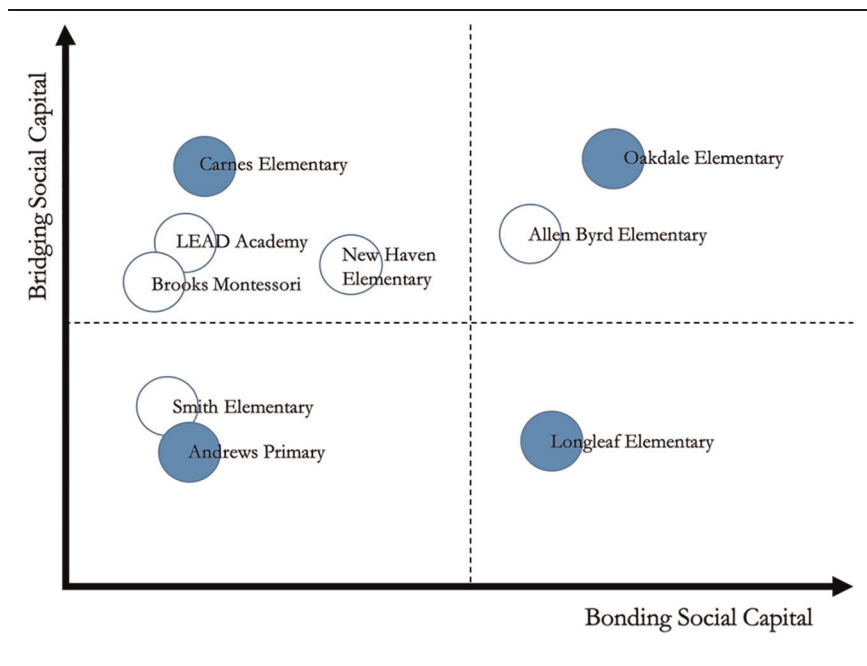 Bridging Social Capital
Carnes Elementary
Oakdale Elementary
LEAD Academy
Allen Byrd Elementary
New Haven
Elementary
Brooks Montessori
Smith Elementary
Andrews Primary
Longleaf Elementary
Bonding Social Capital